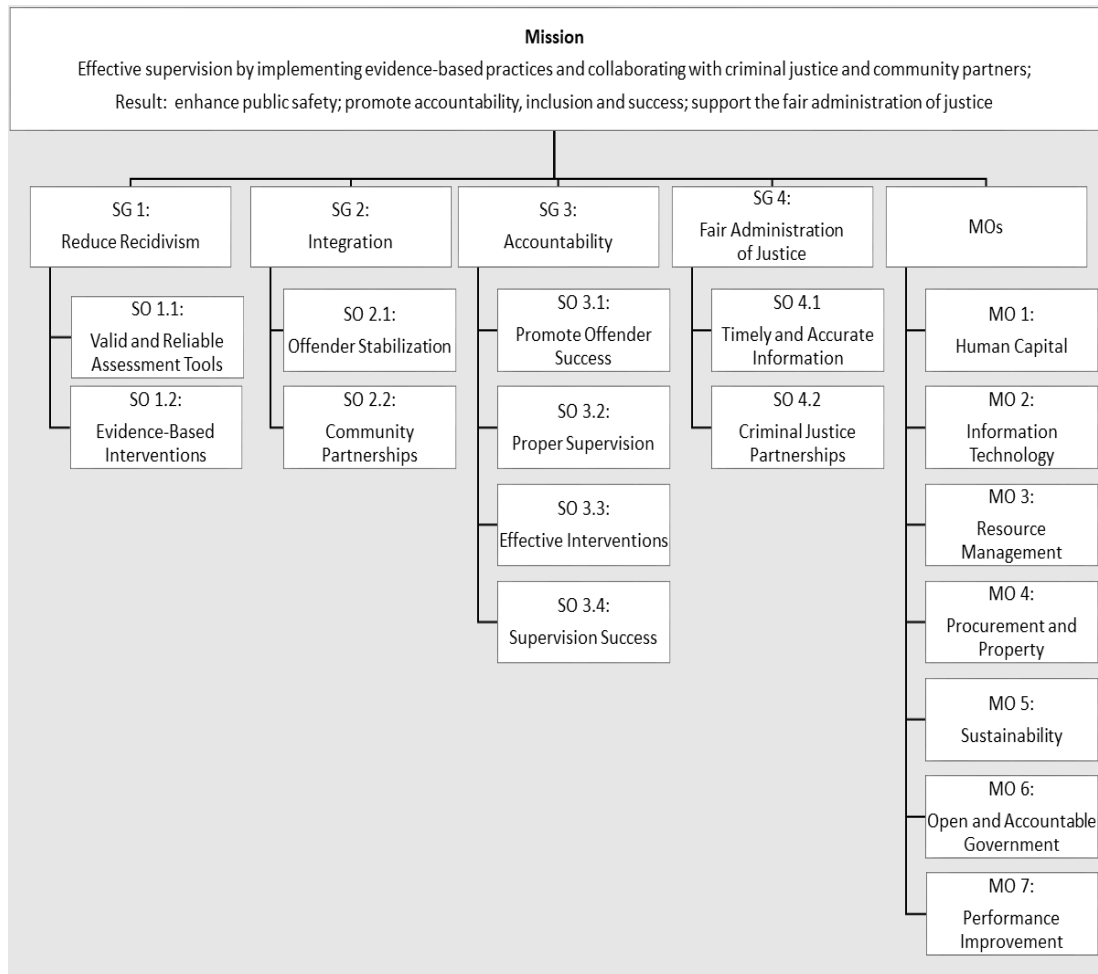 Mission
Effective supervision by implementing evidence-based practices and collaborating with criminal justice and community partners;
Result: enhance public safety; promote accountability, inclusion and success; support the fair administration of justice
SG 1:
Reduce Recidivism
SO 1.1:
Valid and Reliable
Assessment Tools
SO 1.2:
Evidence-Based
Interventions
SG 2:
Integration
SO 2.1:
Offender Stabilization
SO 2.2:
Community
Partnerships
SG 3:
Accountability
SO 3.1:
Promote Offender
Success
SO 3.2:
Proper Supervision
SO 3.3:
Effective Interventions
SO 3.4:
Supervision Success
SG 4:
Fair Administration
of Justice
SO 4.1
Timely and Accurate
Information
SO 4.2
Criminal Justice
Partnerships
MOs
MO 1:
Human Capital
MO 2:
Information
Technology
MO 3:
Resource
Management
MO 4:
Procurement and
Property
MO 5:
Sustainability
MO 6:
Open and Accountable
Government
MO 7:
Performance
Improvement